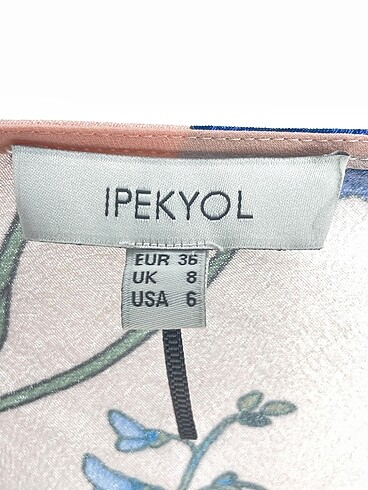 IPEKYOL
EUR 36
UK 8
USA 6